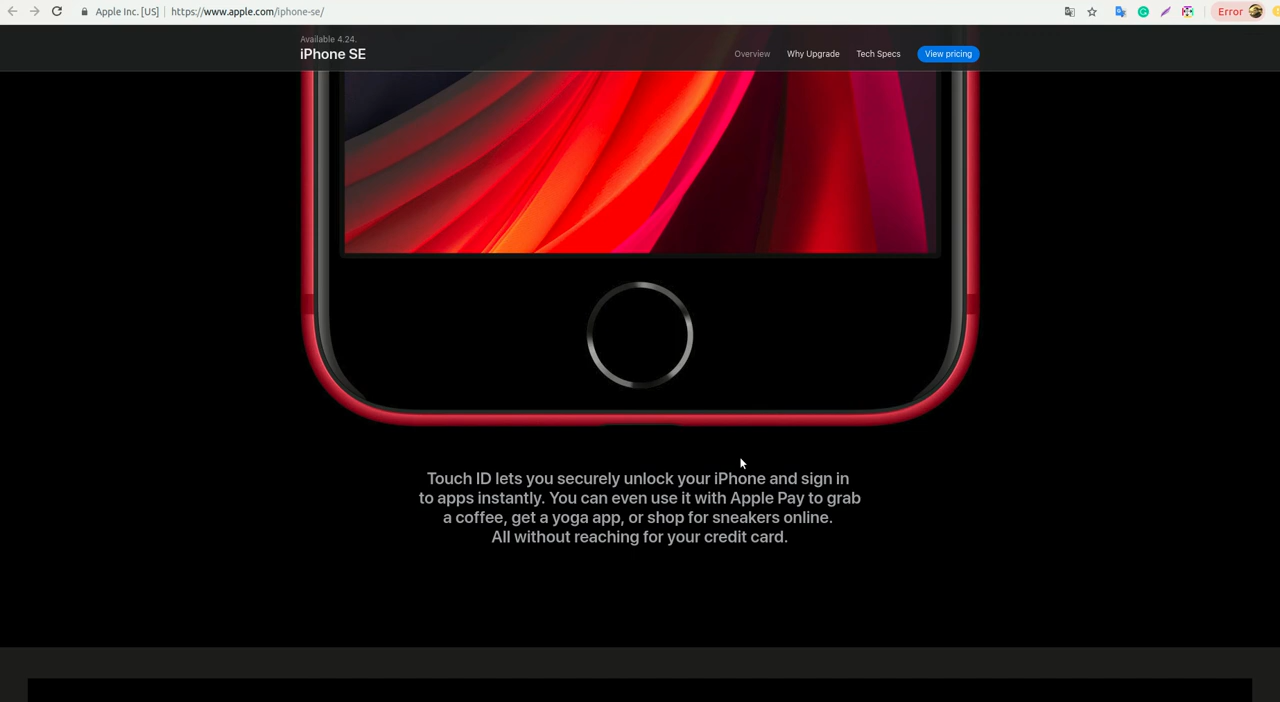 Apple Inc. [US]
https://www.apple.com/iphone-se/
Error
Available 4.24.
iPhone SE
Overview
Why Upgrade
Tech Specs
View pricing
Touch ID lets you securely unlock your iPhone and sign in
to apps instantly. You can even use it with Apple Pay to grab
a coffee, get a yoga app, or shop for sneakers online.
All without reaching for your credit card.